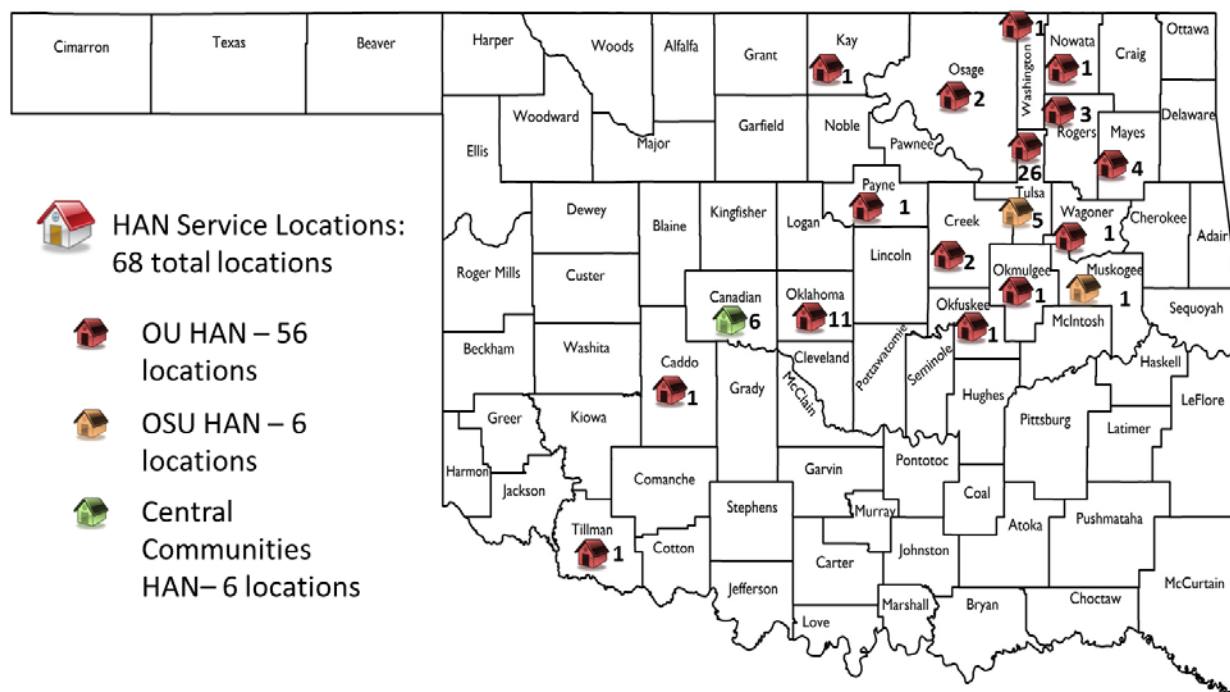 Cimarron
Texas
Beaver
Harper
Woods
Alfalfa
Grant
Kay
1
Osage
2
Washington
1
Nowata
1
Craig
Ottawa
Woodward
Ellis
Major
Garfield
Noble
Pawnee
26
Tulsa
5
3
Rogers
Mayes
4
Delaware
HAN Service Locations:
68 total locations
OU HAN – 56
locations
OSU HAN – 6
locations
Central
Communities
HAN– 6 locations
Dewey
Blaine
Kingfisher
Logan
Payne
1
Creek
2
Wagoner
1
Cherokee
Adair
Roger Mills
Custer
Lincoln
Okmulgee
1
Muskogee
1
Sequoyah
Canadian
6
Oklahoma
11
Okfuskee
1
McIntosh
Beckham
Washita
Caddo
1
Grady
Cleveland
McClain
Pottawatomie
Seminole
Hughes
Haskell
Pittsburg
Latimer
LeFlore
Greer
Kiowa
Harmon
Jackson
Comanche
Garvin
Pontotoc
Stephens
Murray
Coal
Atoka
Pushmataha
Tillman
1
Cotton
Carter
Johnston
McCurtain
Jefferson
Love
Marshall
Bryan
Choctaw